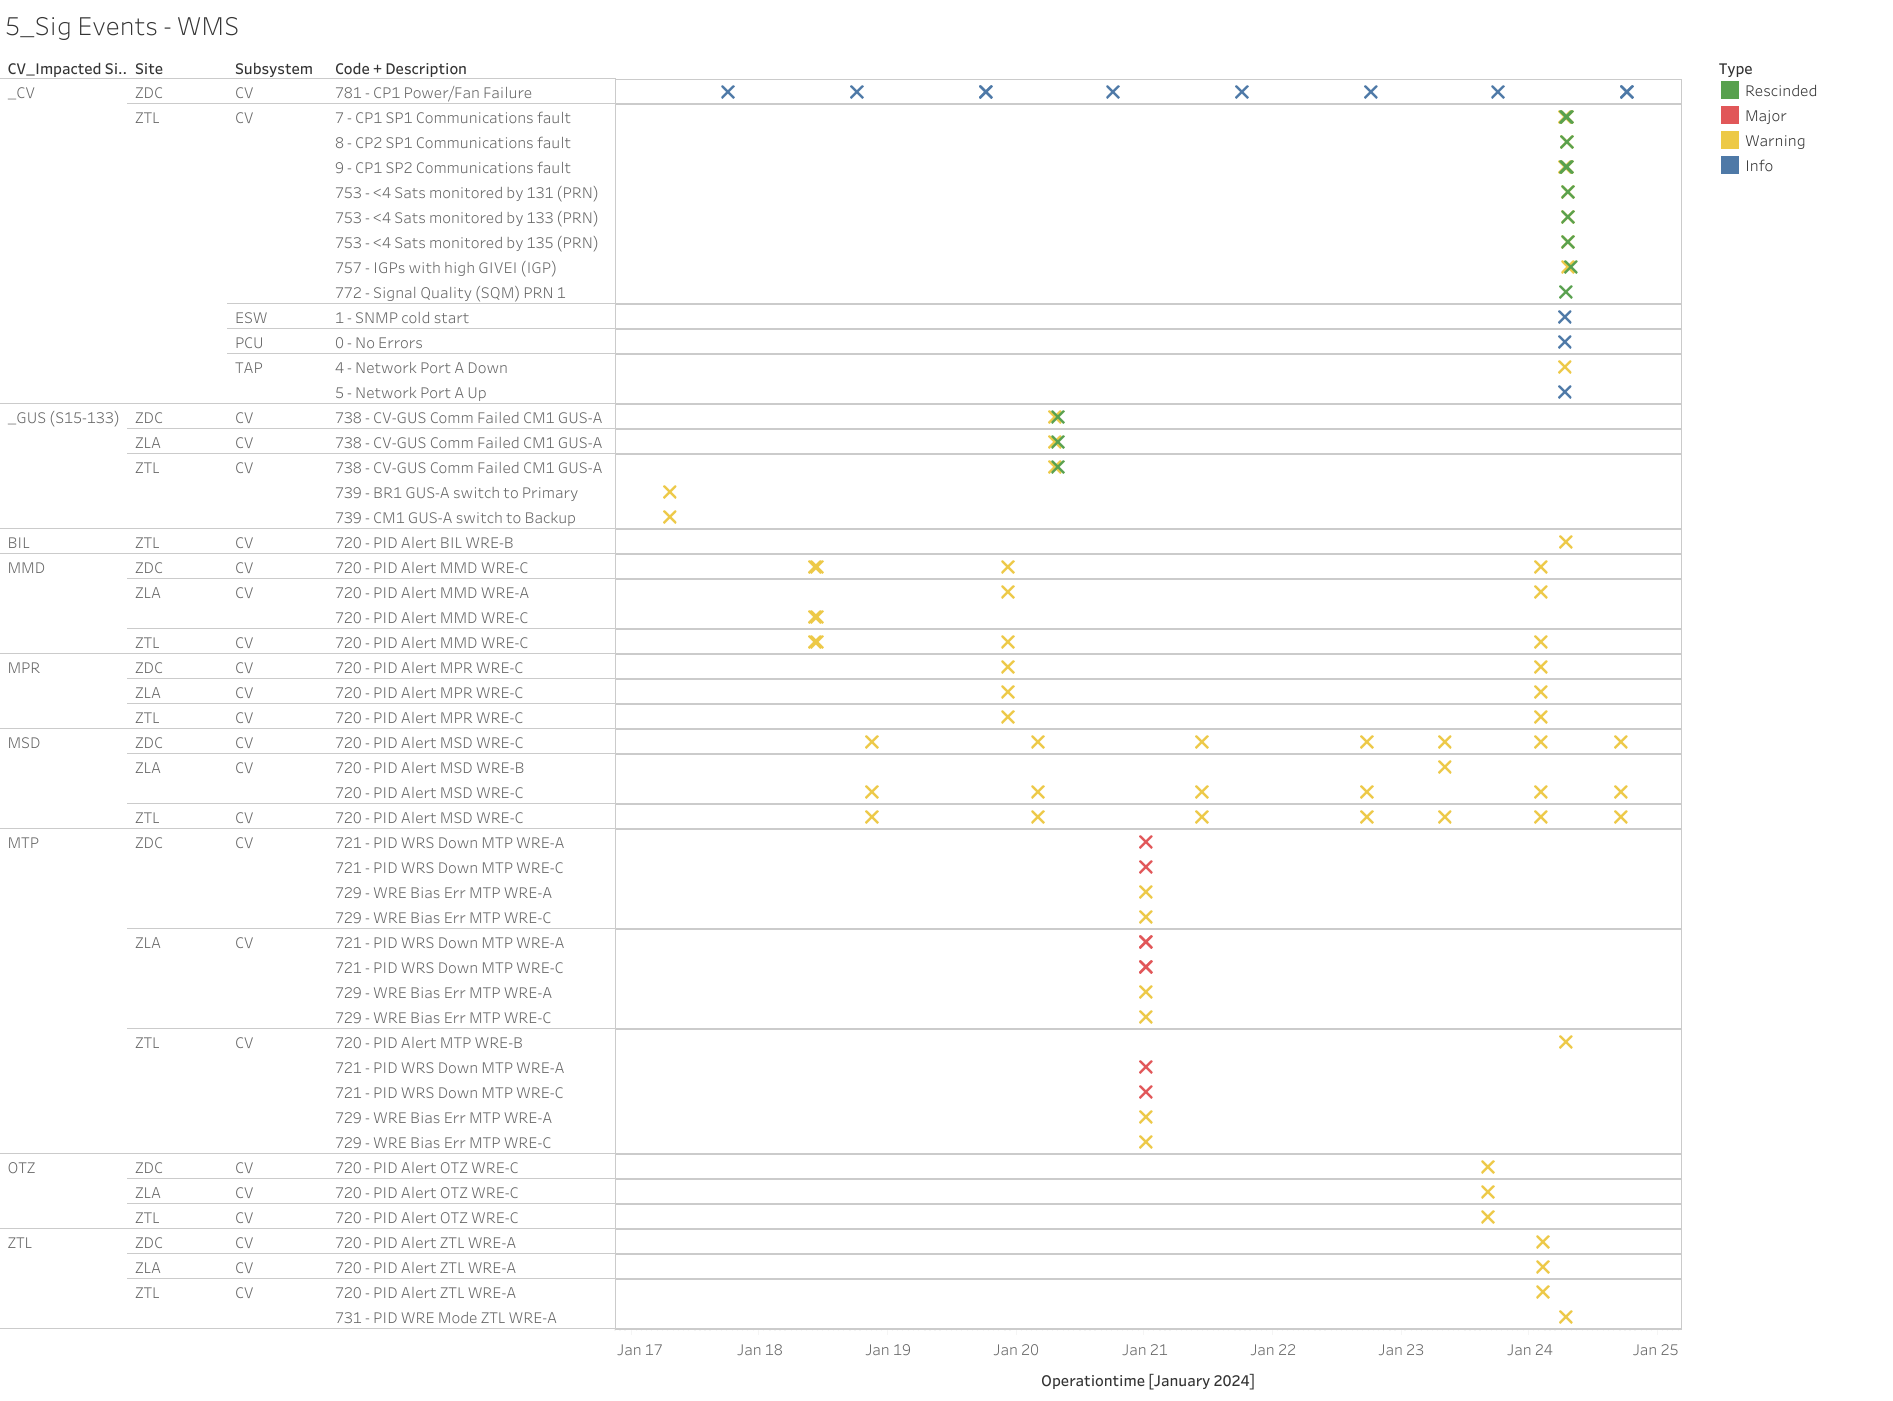 5_Sig Events - WMS
CV_Impacted Si.. Site Subsystem Code + Description Type
_CV ZDC CV 781 - CP1 Power/Fan Failure Rescinded
ZTL CV 7 - CP1 SP1 Communications fault Major
8 - CP2 SP1 Communications fault Warning
9 - CP1 SP2 Communications fault Info
753 - <4 Sats monitored by 131 (PRN)
753 - <4 Sats monitored by 133 (PRN)
753 - <4 Sats monitored by 135 (PRN)
757 - IGPs with high GIVEI (IGP)
772 - Signal Quality (SQM) PRN 1
ESW 1 - SNMP cold start
PCU 0 - No Errors
TAP 4 - Network Port A Down
5 - Network Port A Up
_GUS (S15-133) ZDC CV 738 - CV-GUS Comm Failed CM1 GUS-A
ZLA CV 738 - CV-GUS Comm Failed CM1 GUS-A
ZTL CV 738 - CV-GUS Comm Failed CM1 GUS-A
739 - BR1 GUS-A switch to Primary
739 - CM1 GUS-A switch to Backup
BIL ZTL CV 720 - PID Alert BIL WRE-B
MMD ZDC CV 720 - PID Alert MMD WRE-C
ZLA CV 720 - PID Alert MMD WRE-A
720 - PID Alert MMD WRE-C
ZTL CV 720 - PID Alert MMD WRE-C
MPR ZDC CV 720 - PID Alert MPR WRE-C
ZLA CV 720 - PID Alert MPR WRE-C
ZTL CV 720 - PID Alert MPR WRE-C
MSD ZDC CV 720 - PID Alert MSD WRE-C
ZLA CV 720 - PID Alert MSD WRE-B
720 - PID Alert MSD WRE-C
ZTL CV 720 - PID Alert MSD WRE-C
MTP ZDC CV 721 - PID WRS Down MTP WRE-A
721 - PID WRS Down MTP WRE-C
729 - WRE Bias Err MTP WRE-A
729 - WRE Bias Err MTP WRE-C
ZLA CV 721 - PID WRS Down MTP WRE-A
721 - PID WRS Down MTP WRE-C
729 - WRE Bias Err MTP WRE-A
729 - WRE Bias Err MTP WRE-C
ZTL CV 720 - PID Alert MTP WRE-B
721 - PID WRS Down MTP WRE-A
721 - PID WRS Down MTP WRE-C
729 - WRE Bias Err MTP WRE-A
729 - WRE Bias Err MTP WRE-C
OTZ ZDC CV 720 - PID Alert OTZ WRE-C
ZLA CV 720 - PID Alert OTZ WRE-C
ZTL CV 720 - PID Alert OTZ WRE-C
ZTL ZDC CV 720 - PID Alert ZTL WRE-A
ZLA CV 720 - PID Alert ZTL WRE-A
ZTL CV 720 - PID Alert ZTL WRE-A
731 - PID WRE Mode ZTL WRE-A
Jan 17 Jan 18 Jan 19 Jan 20 Jan 21 Jan 22 Jan 23 Jan 24 Jan 25
Operationtime [January 2024]